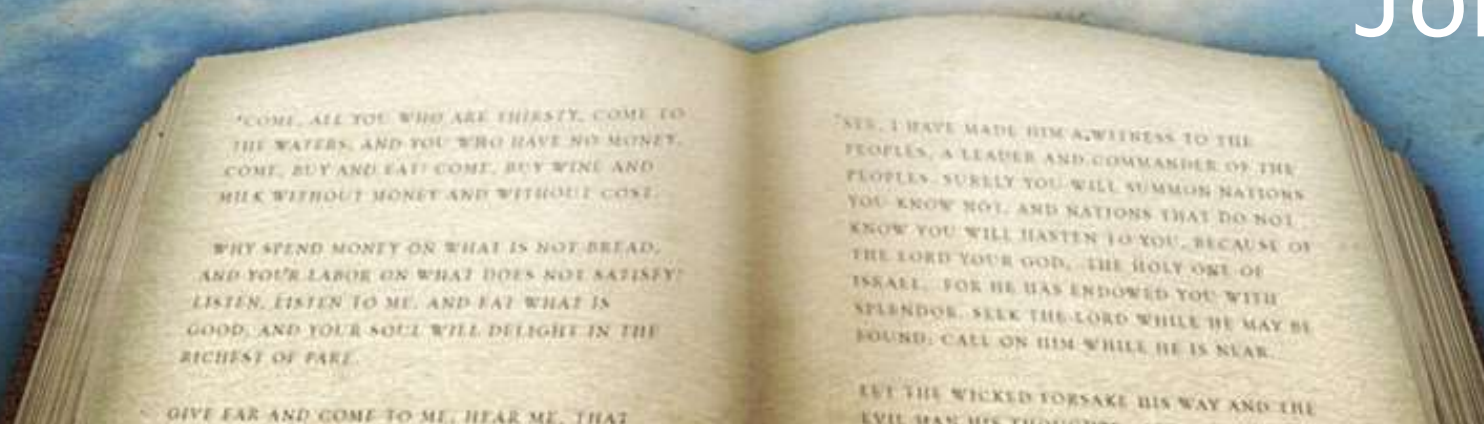 "COME, ALL YOU WHO ARE THIRSTY, COME TO
THE WATERS; AND YOU WHO HAVE NO MONEY,
COME, BUY AND EAT! COME, BUY WINE AND
MILK WITHOUT MONEY AND WITHOUT COST.
WHY SPEND MONEY ON WHAT IS NOT BREAD,
AND YOUR LABOR ON WHAT DOES NOT SATISFY?
LISTEN, LISTEN TO ME, AND EAT WHAT IS
GOOD, AND YOUR SOUL WILL DELIGHT IN THE
RICHEST OF FARE.
GIVE EAR AND COME TO ME, HEAR ME, THAT
"SEE, I HAVE MADE HIM A WITNESS TO THE
PEOPLES, A LEADER AND COMMANDER OF THE
PEOPLES. SURELY YOU WILL SUMMON NATIONS
YOU KNOW NOT, AND NATIONS THAT DO NOT
KNOW YOU WILL HASTEN TO YOU, BECAUSE OF
THE LORD YOUR GOD, THE HOLY ONE OF
ISRAEL, FOR HE HAS ENDOWED YOU WITH
SPLENDOR. SEEK THE LORD WHILE HE MAY BE
FOUND; CALL ON HIM WHILE HE IS NEAR.
LET THE WICKED FORSAKE HIS WAY AND THE
EVIL MAN HIS THOUGHTS